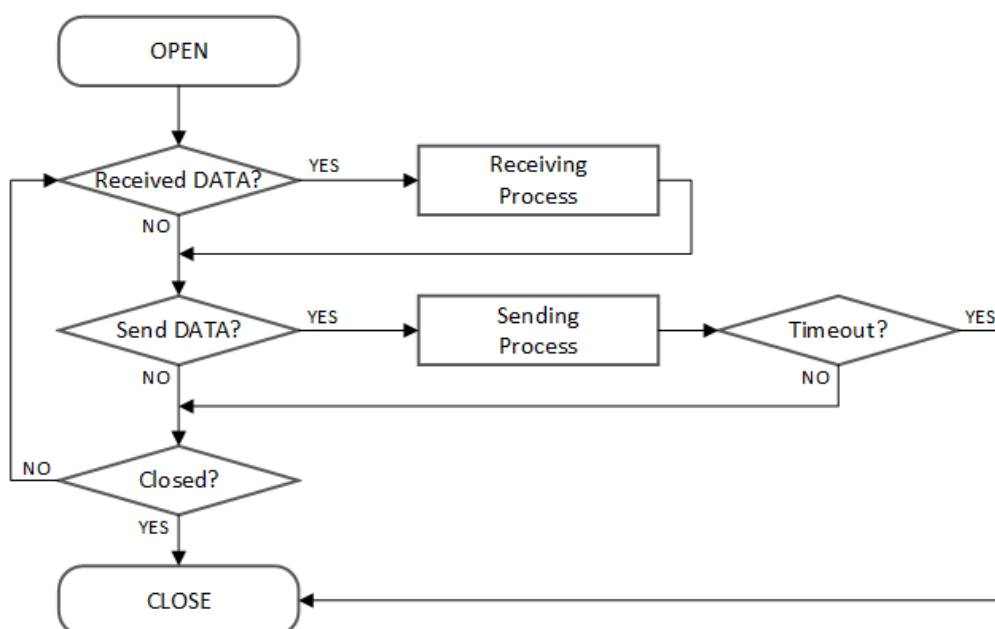 OPEN
Received DATA?
YES
Receiving
Process
NO
Send DATA?
YES
Sending
Process
Timeout?
YES
NO
NO
Closed?
NO
YES
CLOSE